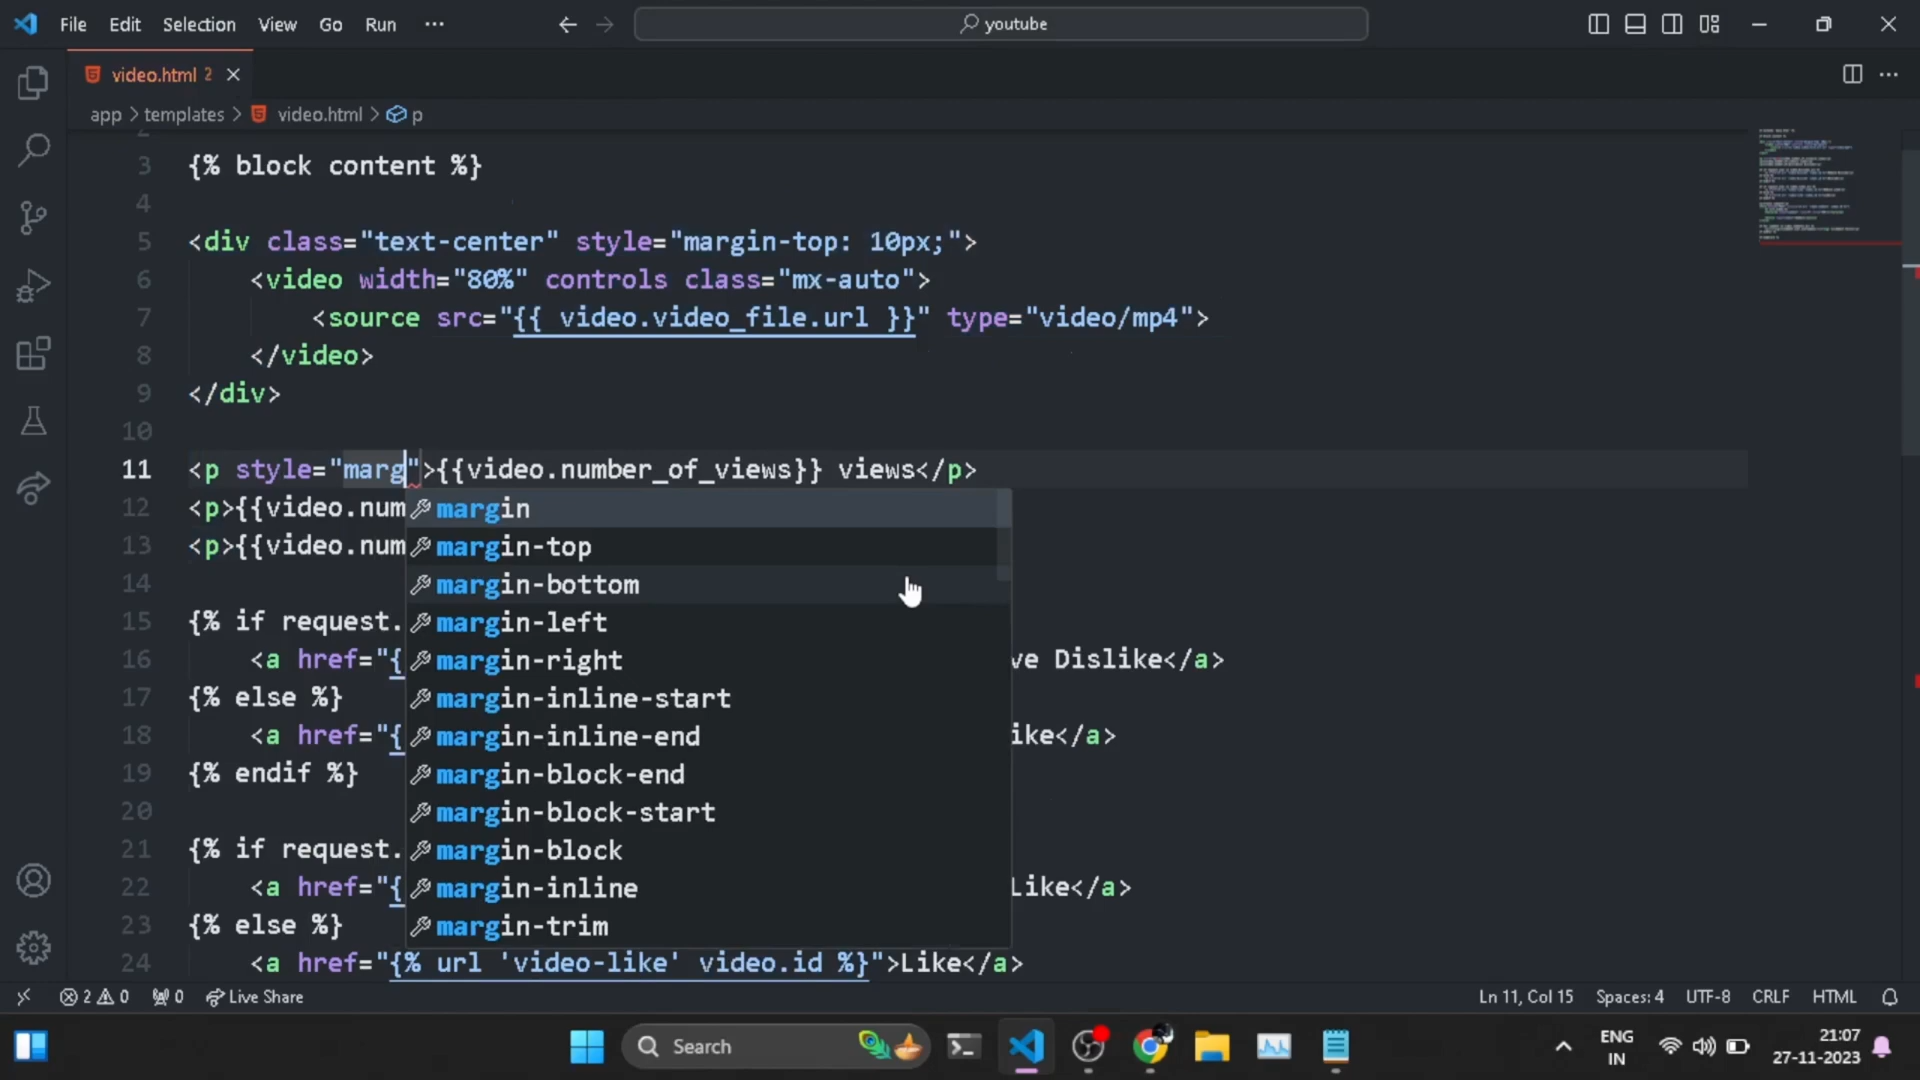 File Edit Selection View Go Run ··· youtube
video.html 2
app > templates > video.html > p
3 {% block content %}
4
5 <div class="text-center" style="margin-top: 10px;">
6 <video width="80%" controls class="mx-auto">
7 <source src="{{ video.video_file.url }}" type="video/mp4">
8 </video>
9 </div>
10
11 <p style="marg">{{video.number_of_views}} views</p>
12 <p>{{video.num
13 <p>{{video.num
margin
margin-top
margin-bottom
margin-left
margin-right
margin-inline-start
margin-inline-end
margin-block-end
margin-block-start
margin-block
margin-inline
margin-trim
14
15 {% if request.
16 <a href="{ ve Dislike</a>
17 {% else %}
18 <a href="{ ike</a>
19 {% endif %}
20
21 {% if request.
22 <a href="{ Like</a>
23 {% else %}
24 <a href="{% url 'video-like' video.id %}">Like</a>
2 0 0 Live Share Ln 11, Col 15 Spaces: 4 UTF-8 CRLF HTML
Search ENG IN 21:07 27-11-2023